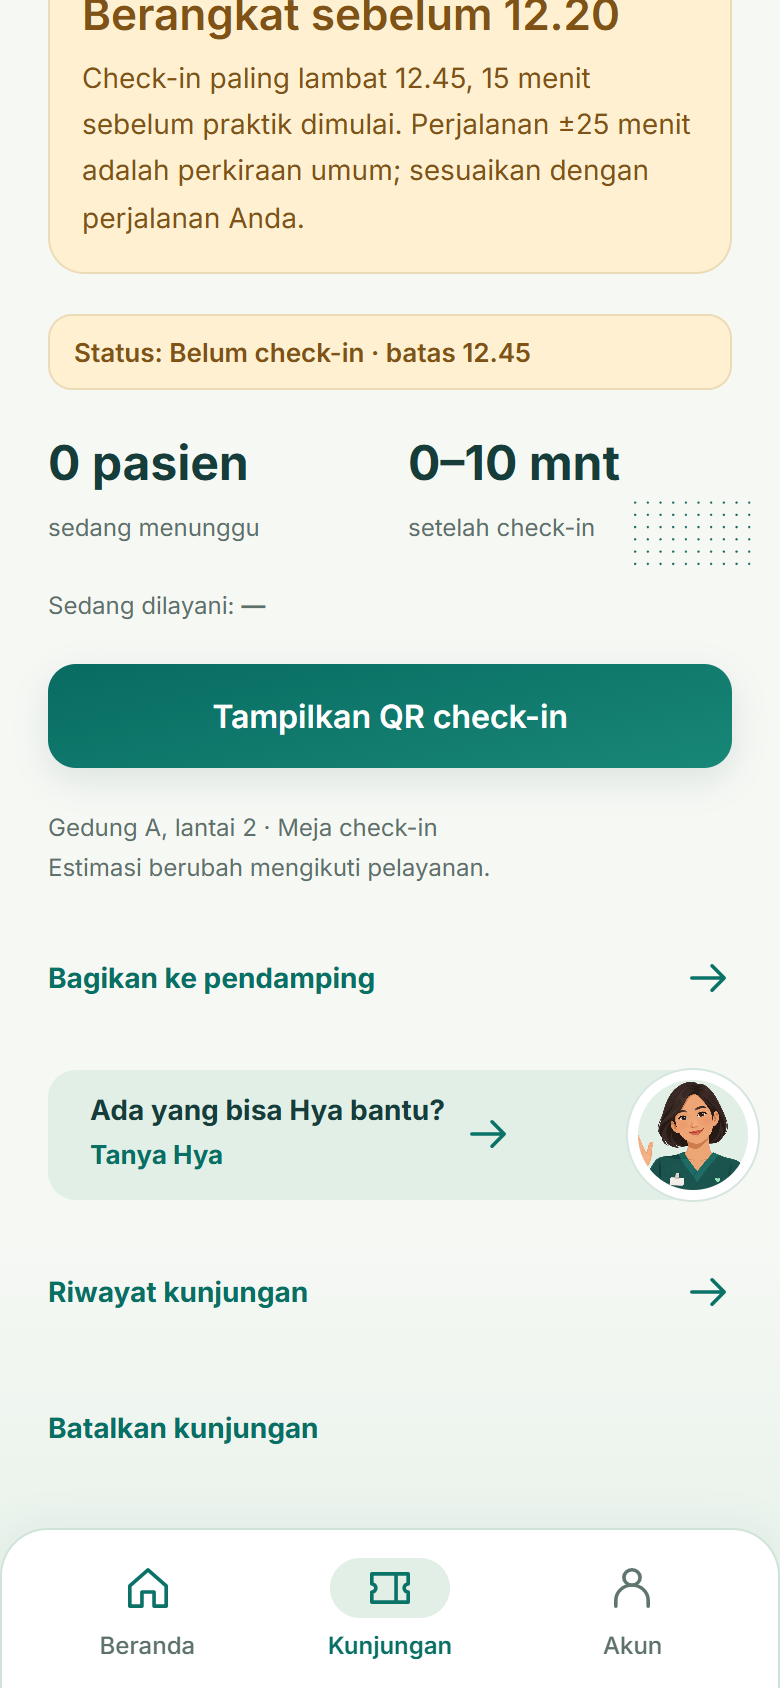 Berangkat sebelum 12.20
Check-in paling lambat 12.45, 15 menit
sebelum praktik dimulai. Perjalanan ±25 menit
adalah perkiraan umum; sesuaikan dengan
perjalanan Anda.
Status: Belum check-in · batas 12.45
0 pasien
sedang menunggu
0–10 mnt
setelah check-in
Sedang dilayani: —
Tampilkan QR check-in
Gedung A, lantai 2 · Meja check-in
Estimasi berubah mengikuti pelayanan.
Bagikan ke pendamping
Ada yang bisa Hya bantu?
Tanya Hya
Riwayat kunjungan
Batalkan kunjungan
Beranda
Kunjungan
Akun